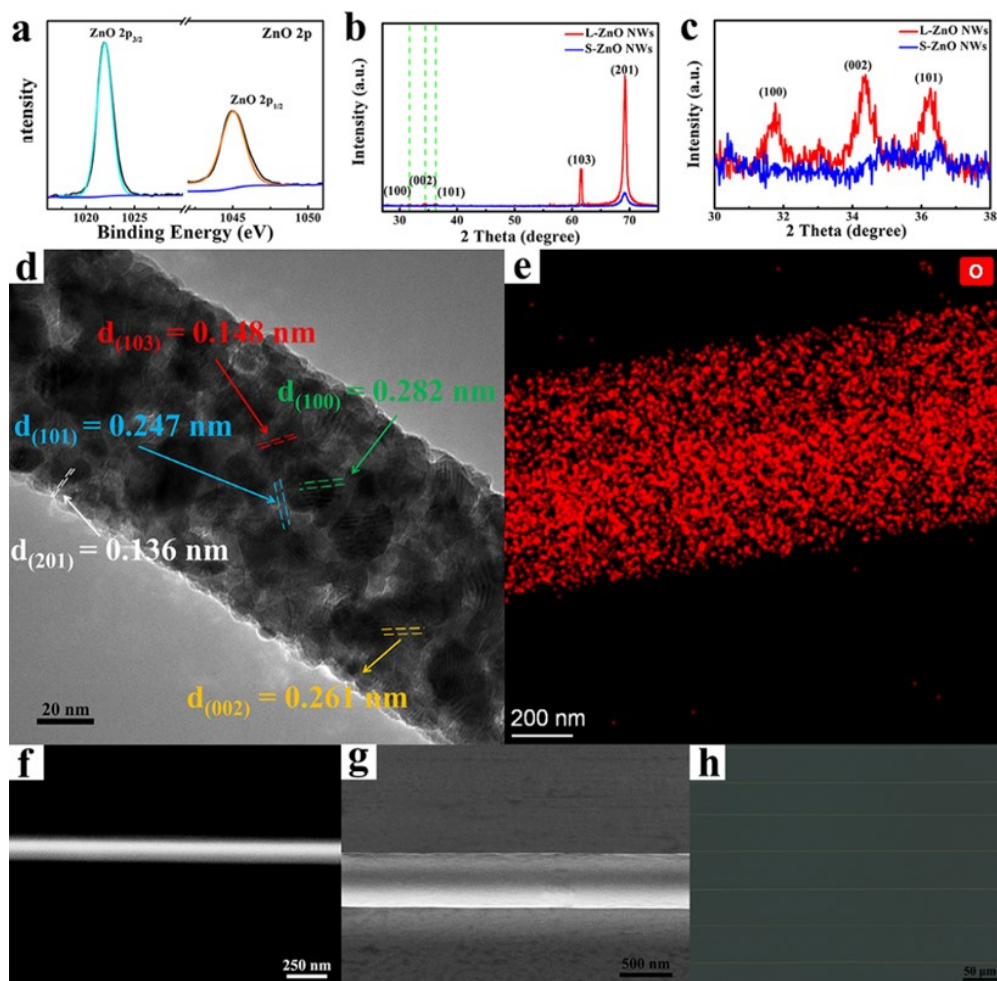 a
ZnO 2p3/2
ZnO 2p
ZnO 2p1/2
ntensity
1020 1025 1045 1050
Binding Energy (eV)
b
L-ZnO NWs
S-ZnO NWs
(201)
(103)
(100)
(002)
(101)
Intensity (a.u.)
30 40 50 60 70
2 Theta (degree)
c
L-ZnO NWs
S-ZnO NWs
(002)
(100)
(101)
Intensity (a.u.)
30 32 34 36 38
2 Theta (degree)
d
d(103) = 0.148 nm
d(100) = 0.282 nm
d(101) = 0.247 nm
d(201) = 0.136 nm
d(002) = 0.261 nm
20 nm
e
O
200 nm
f
250 nm
g
500 nm
h
50 μm